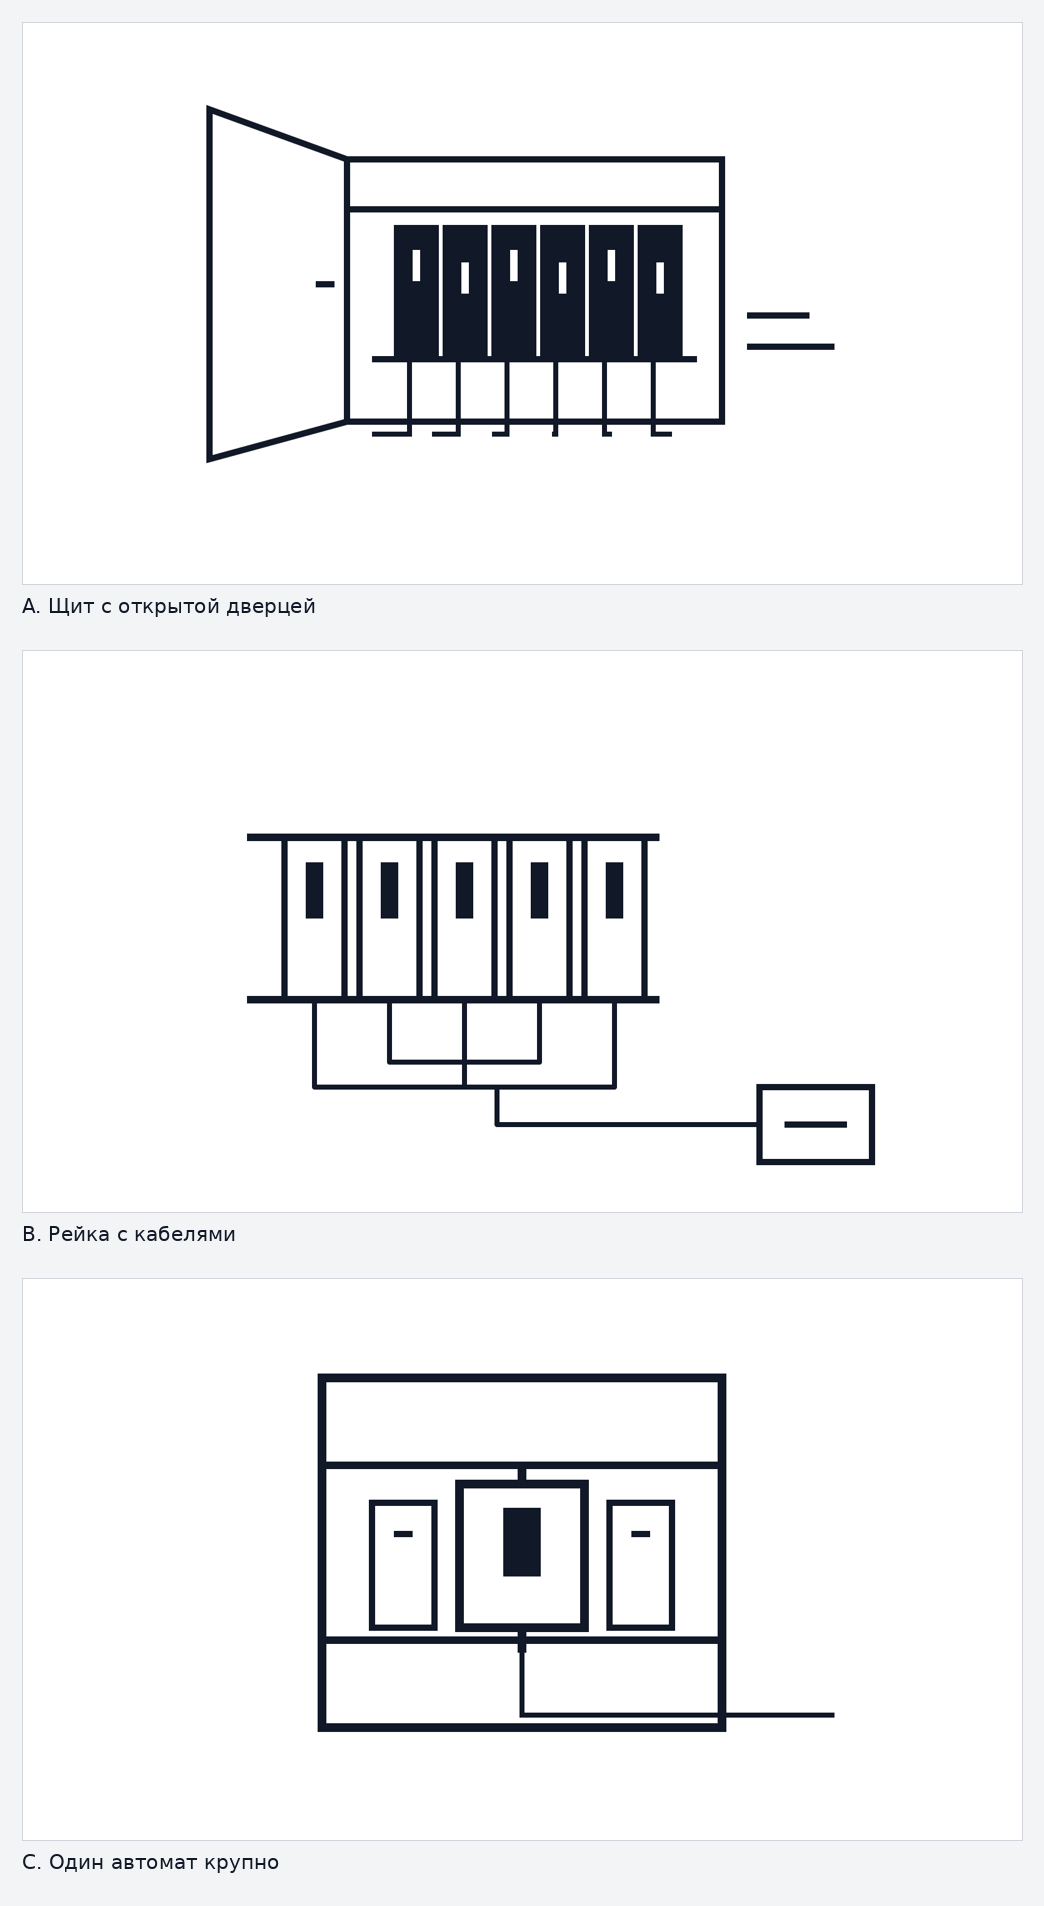 A. Щит с открытой дверцей
B. Рейка с кабелями
C. Один автомат крупно